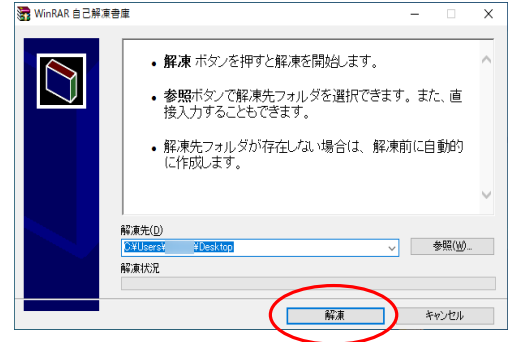 WinRAR 自己解凍書庫
• 解凍 ボタンを押すと解凍を開始します。
• 参照ボタンで解凍先フォルダを選択できます。また、直
接入力することもできます。
• 解凍先フォルダが存在しない場合は、解凍前に自動的
に作成します。
解凍先(D)
C:¥Users¥ ¥Desktop
参照(W)...
解凍状況
解凍
キャンセル